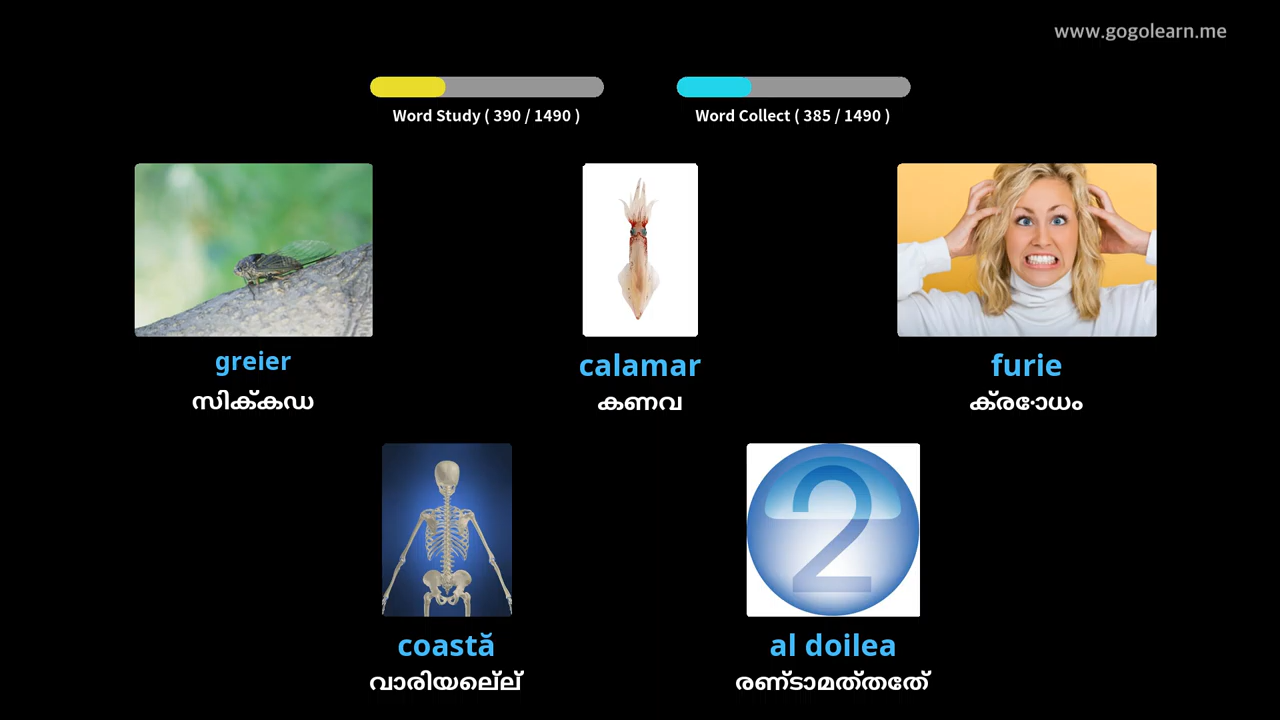 www.gogolearn.me
Word Study ( 390 / 1490 )
Word Collect ( 385 / 1490 )
greier
സിക്കഡ
calamar
കണവ
furie
ക്രോധം
2
coastă
വാരിയെല്ല്
al doilea
രണ്ടാമത്തേത്